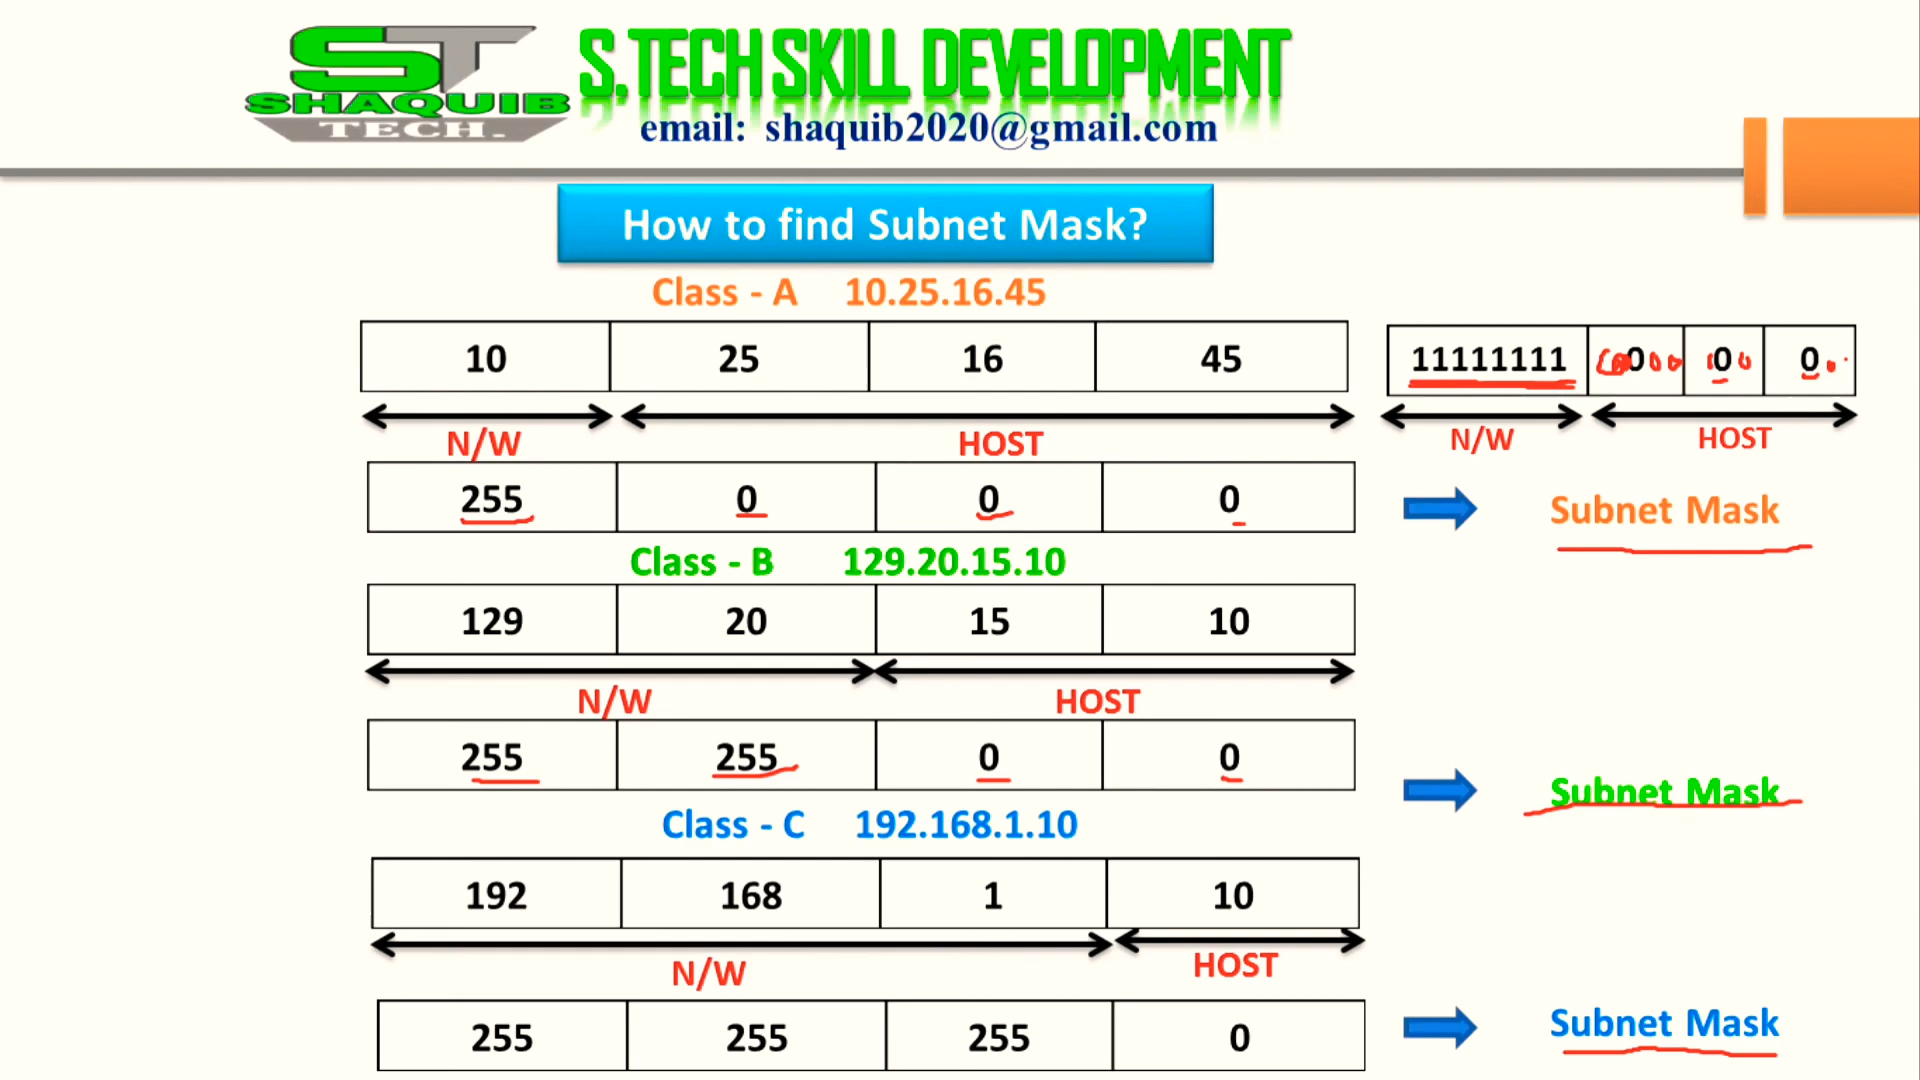 ST
SHAQUIB
TECH.
S.TECH SKILL DEVELOPMENT
email: shaquib2020@gmail.com
How to find Subnet Mask?
Class - A 10.25.16.45
10 25 16 45
11111111 0 0 0
N/W HOST
N/W HOST
255 0 0 0
Subnet Mask
Class - B 129.20.15.10
129 20 15 10
N/W HOST
255 255 0 0
Subnet Mask
Class - C 192.168.1.10
192 168 1 10
N/W HOST
255 255 255 0
Subnet Mask